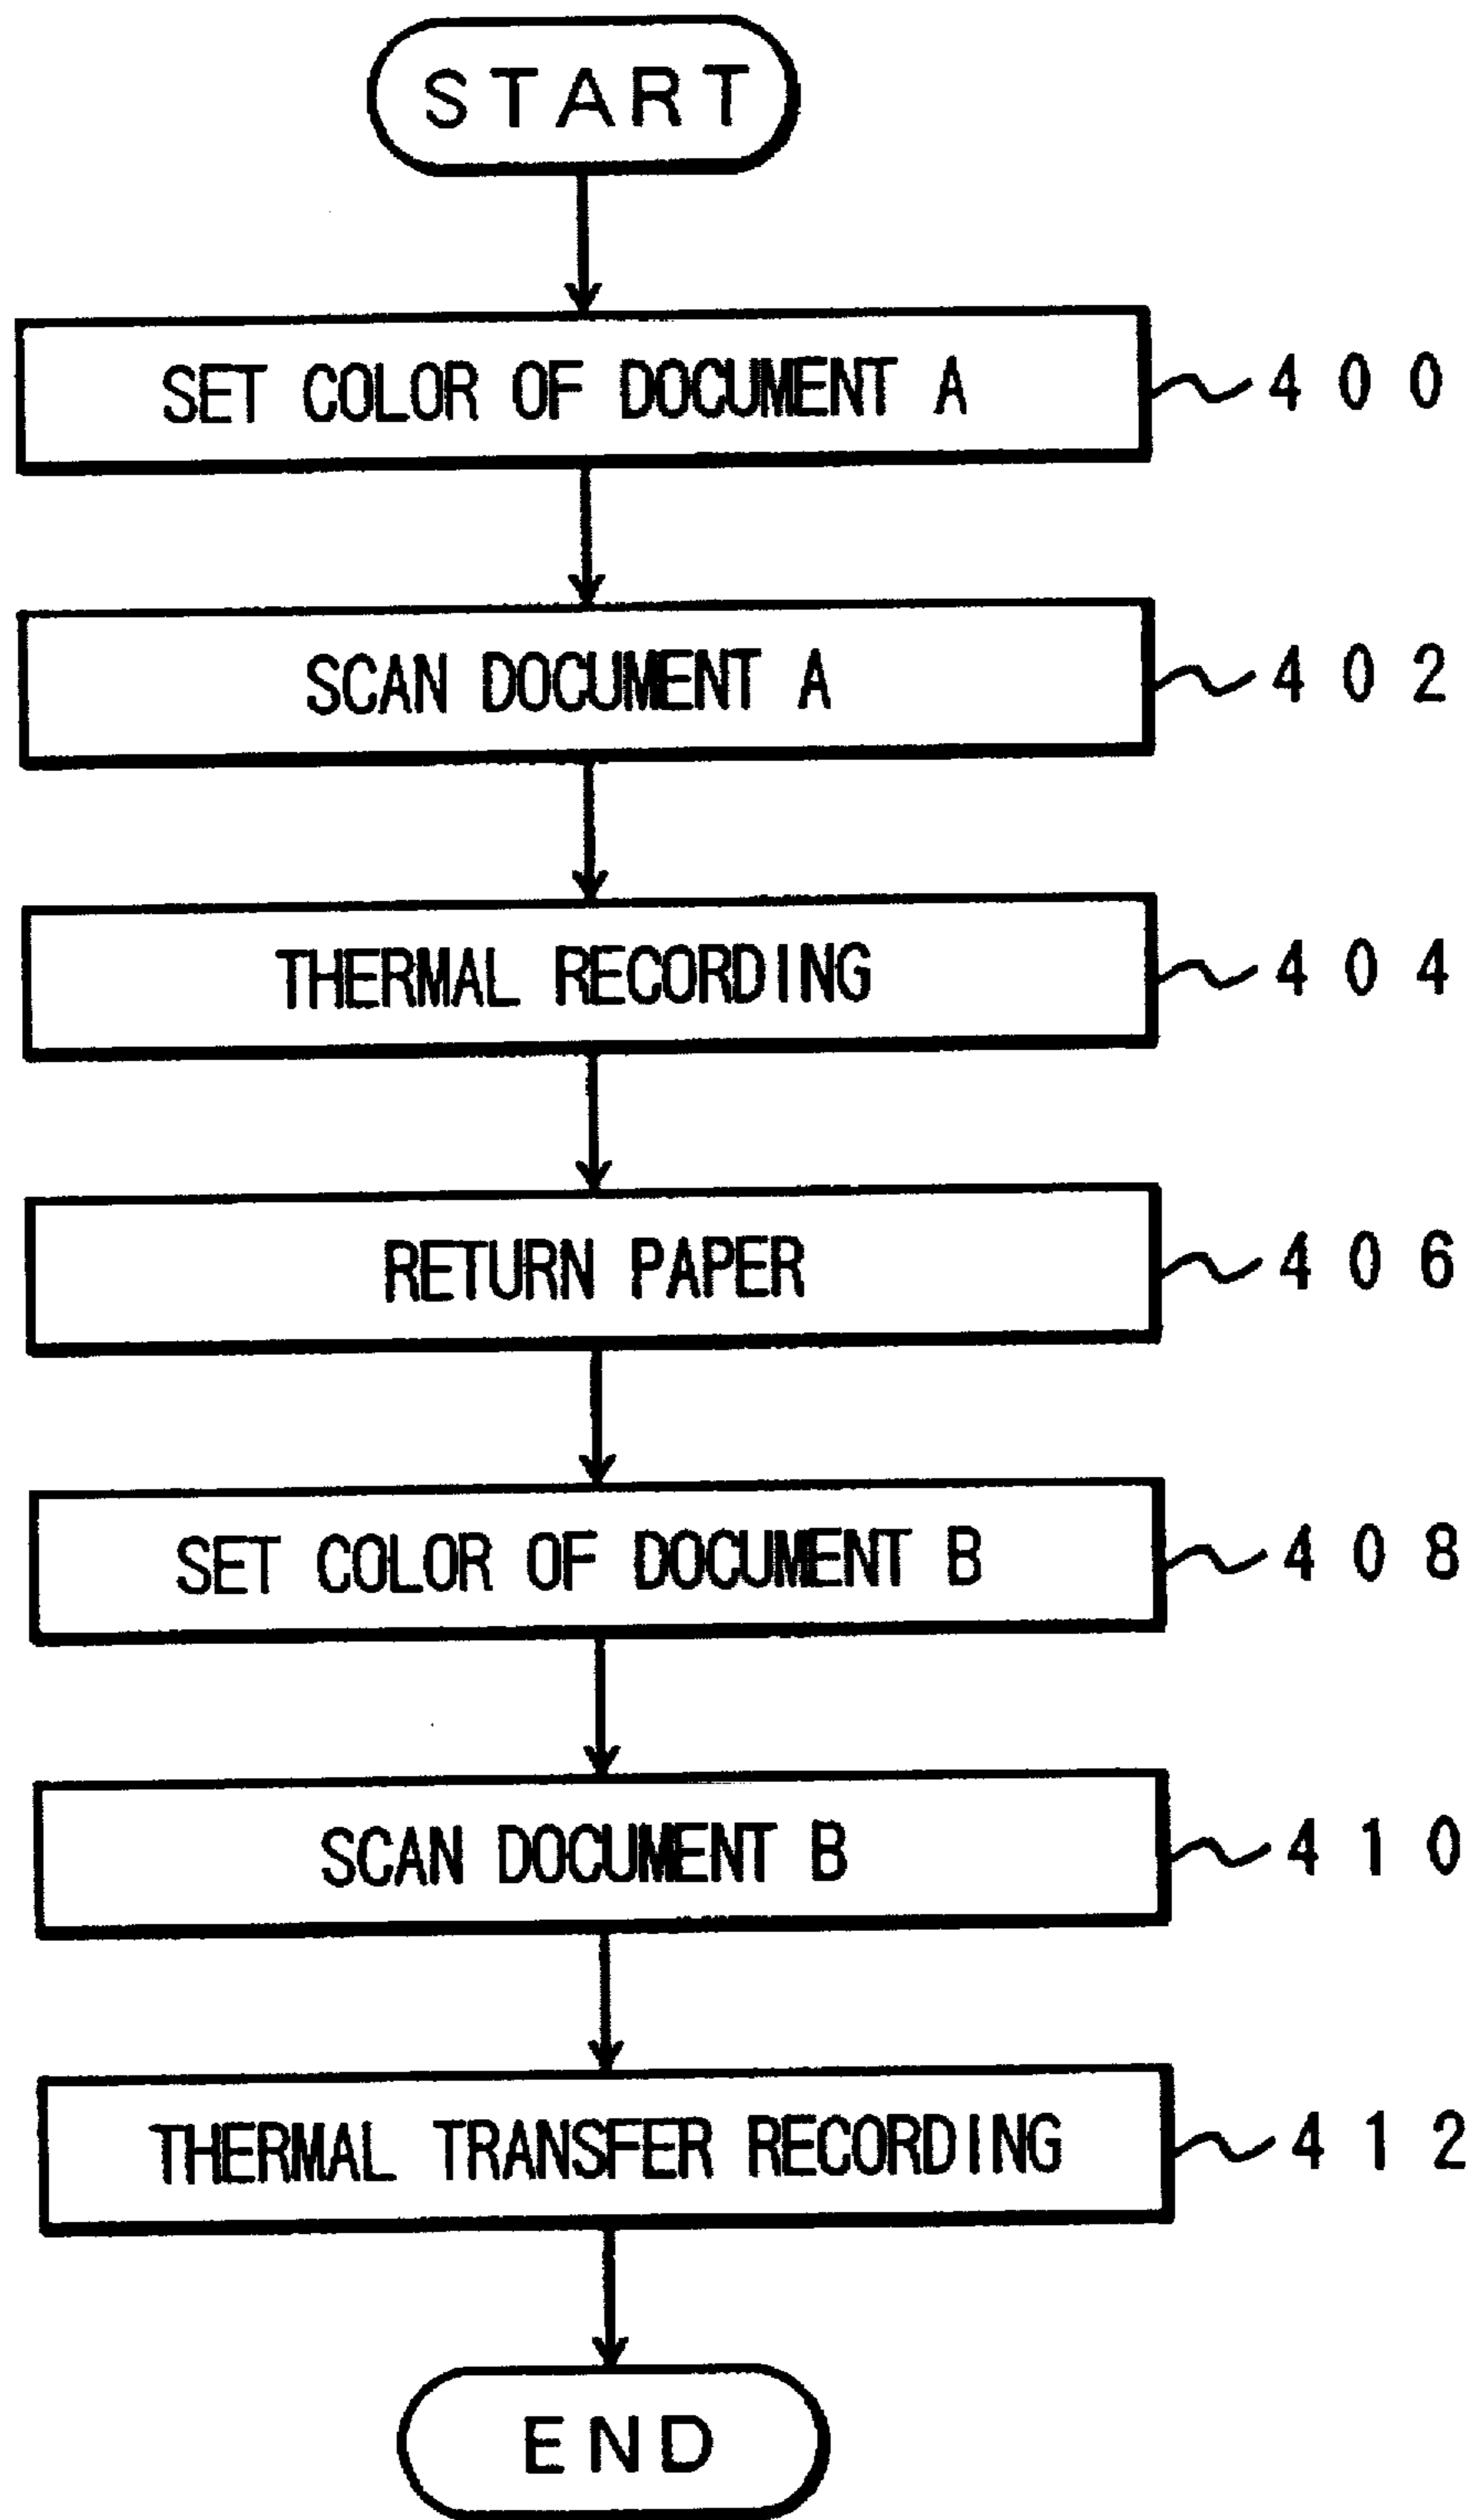 START
SET COLOR OF DOCUMENT A 400
SCAN DOCUMENT A 402
THERMAL RECORDING 404
RETURN PAPER 406
SET COLOR OF DOCUMENT B 408
SCAN DOCUMENT B 410
THERMAL TRANSFER RECORDING 412
END